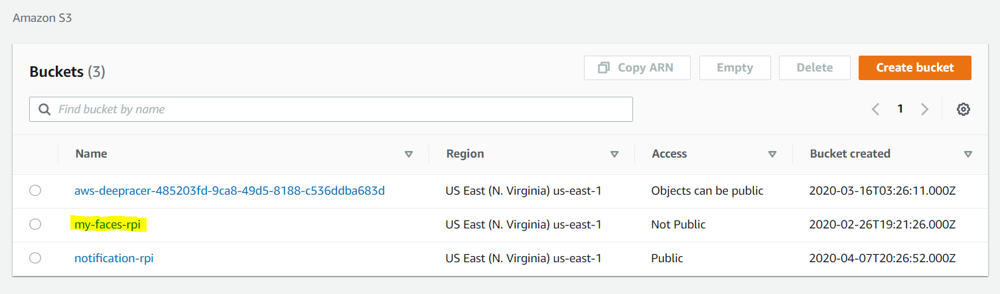 Amazon S3
Buckets (3)
Copy ARN
Empty
Delete
Create bucket
Find bucket by name
1
Name Region Access Bucket created
aws-deepracer-485203fd-9ca8-49d5-8188-c536ddba683d US East (N. Virginia) us-east-1 Objects can be public 2020-03-16T03:26:11.000Z
my-faces-rpi US East (N. Virginia) us-east-1 Not Public 2020-02-26T19:21:26.000Z
notification-rpi US East (N. Virginia) us-east-1 Public 2020-04-07T20:26:52.000Z